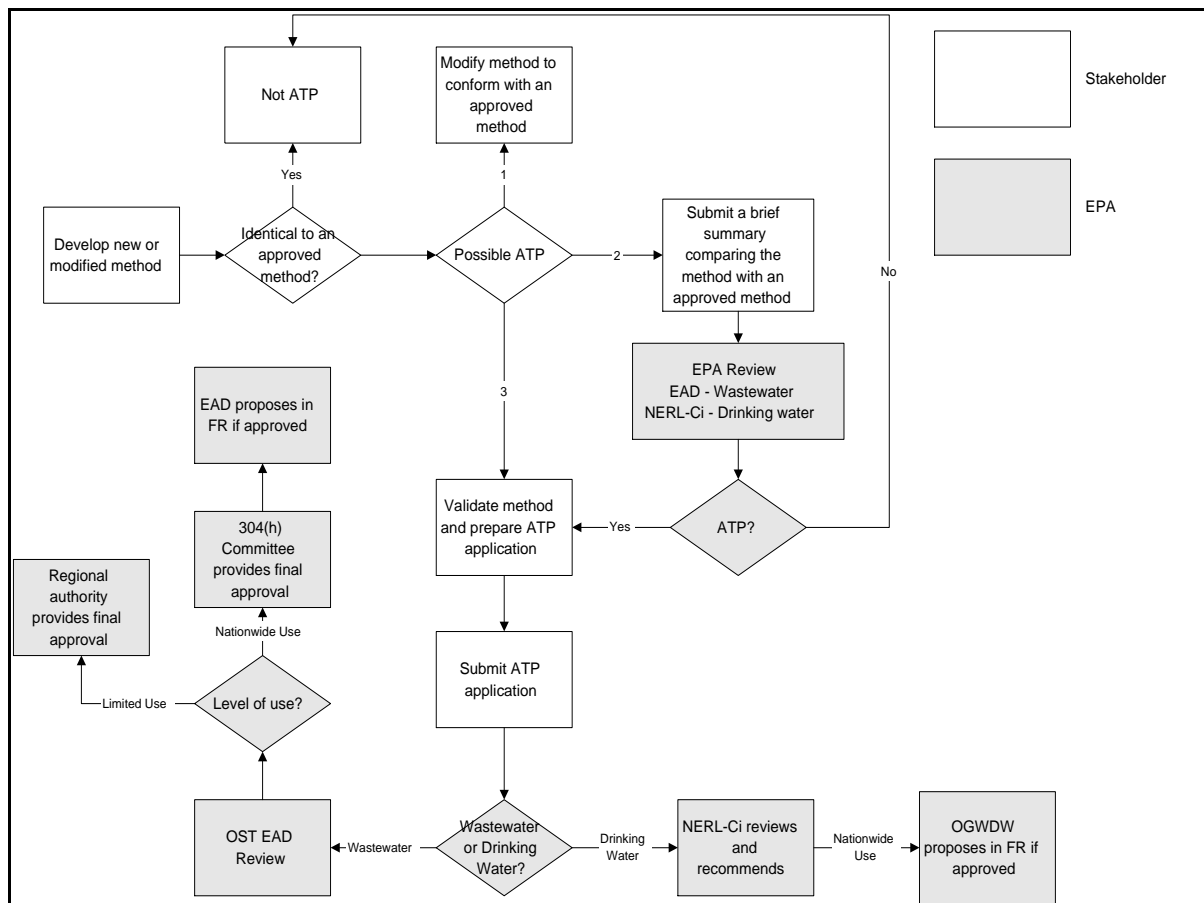 Not ATP
Modify method to
conform with an
approved
method
Stakeholder
EPA
Yes
1
Develop new or
modified method
Identical to an
approved
method?
Possible ATP
2
Submit a brief
summary
comparing the
method with an
approved method
No
EPA Review
EAD - Wastewater
NERL-Ci - Drinking water
3
EAD proposes in
FR if approved
Validate method
and prepare ATP
application
Yes
ATP?
304(h)
Committee
provides final
approval
Regional
authority
provides final
approval
Nationwide Use
Limited Use
Level of use?
Submit ATP
application
OST EAD
Review
Wastewater
Wastewater
or Drinking
Water?
Drinking
Water
NERL-Ci reviews
and
recommends
Nationwide
Use
OGWDW
proposes in FR if
approved